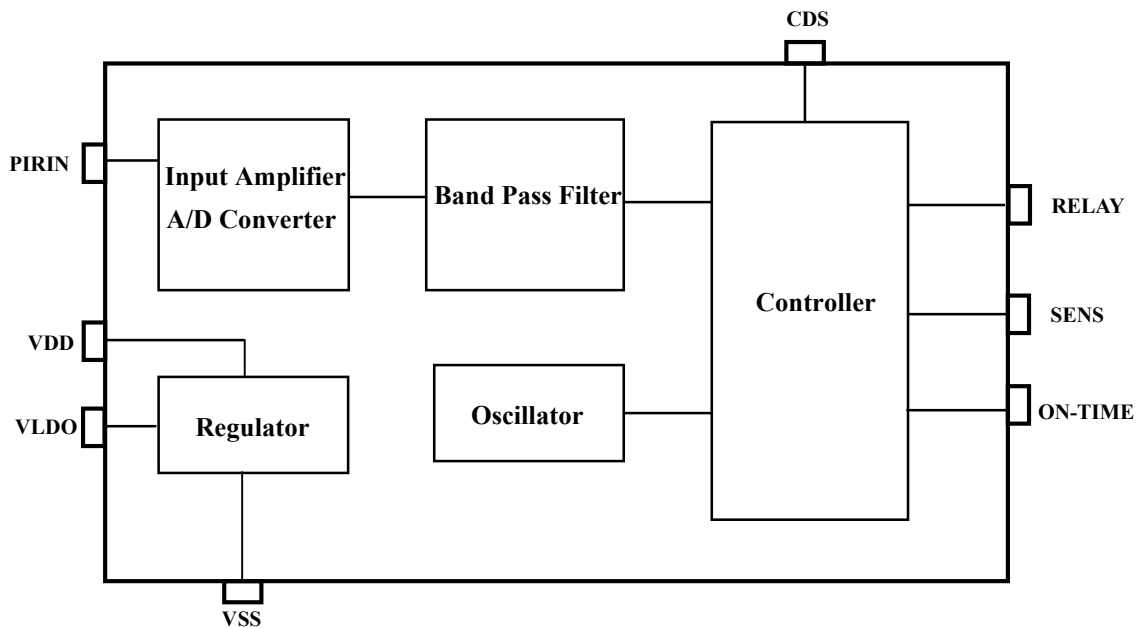 CDS
PIRIN
Input Amplifier
A/D Converter
Band Pass Filter
Controller
RELAY
SENS
ON-TIME
VDD
VLDO
Regulator
Oscillator
VSS